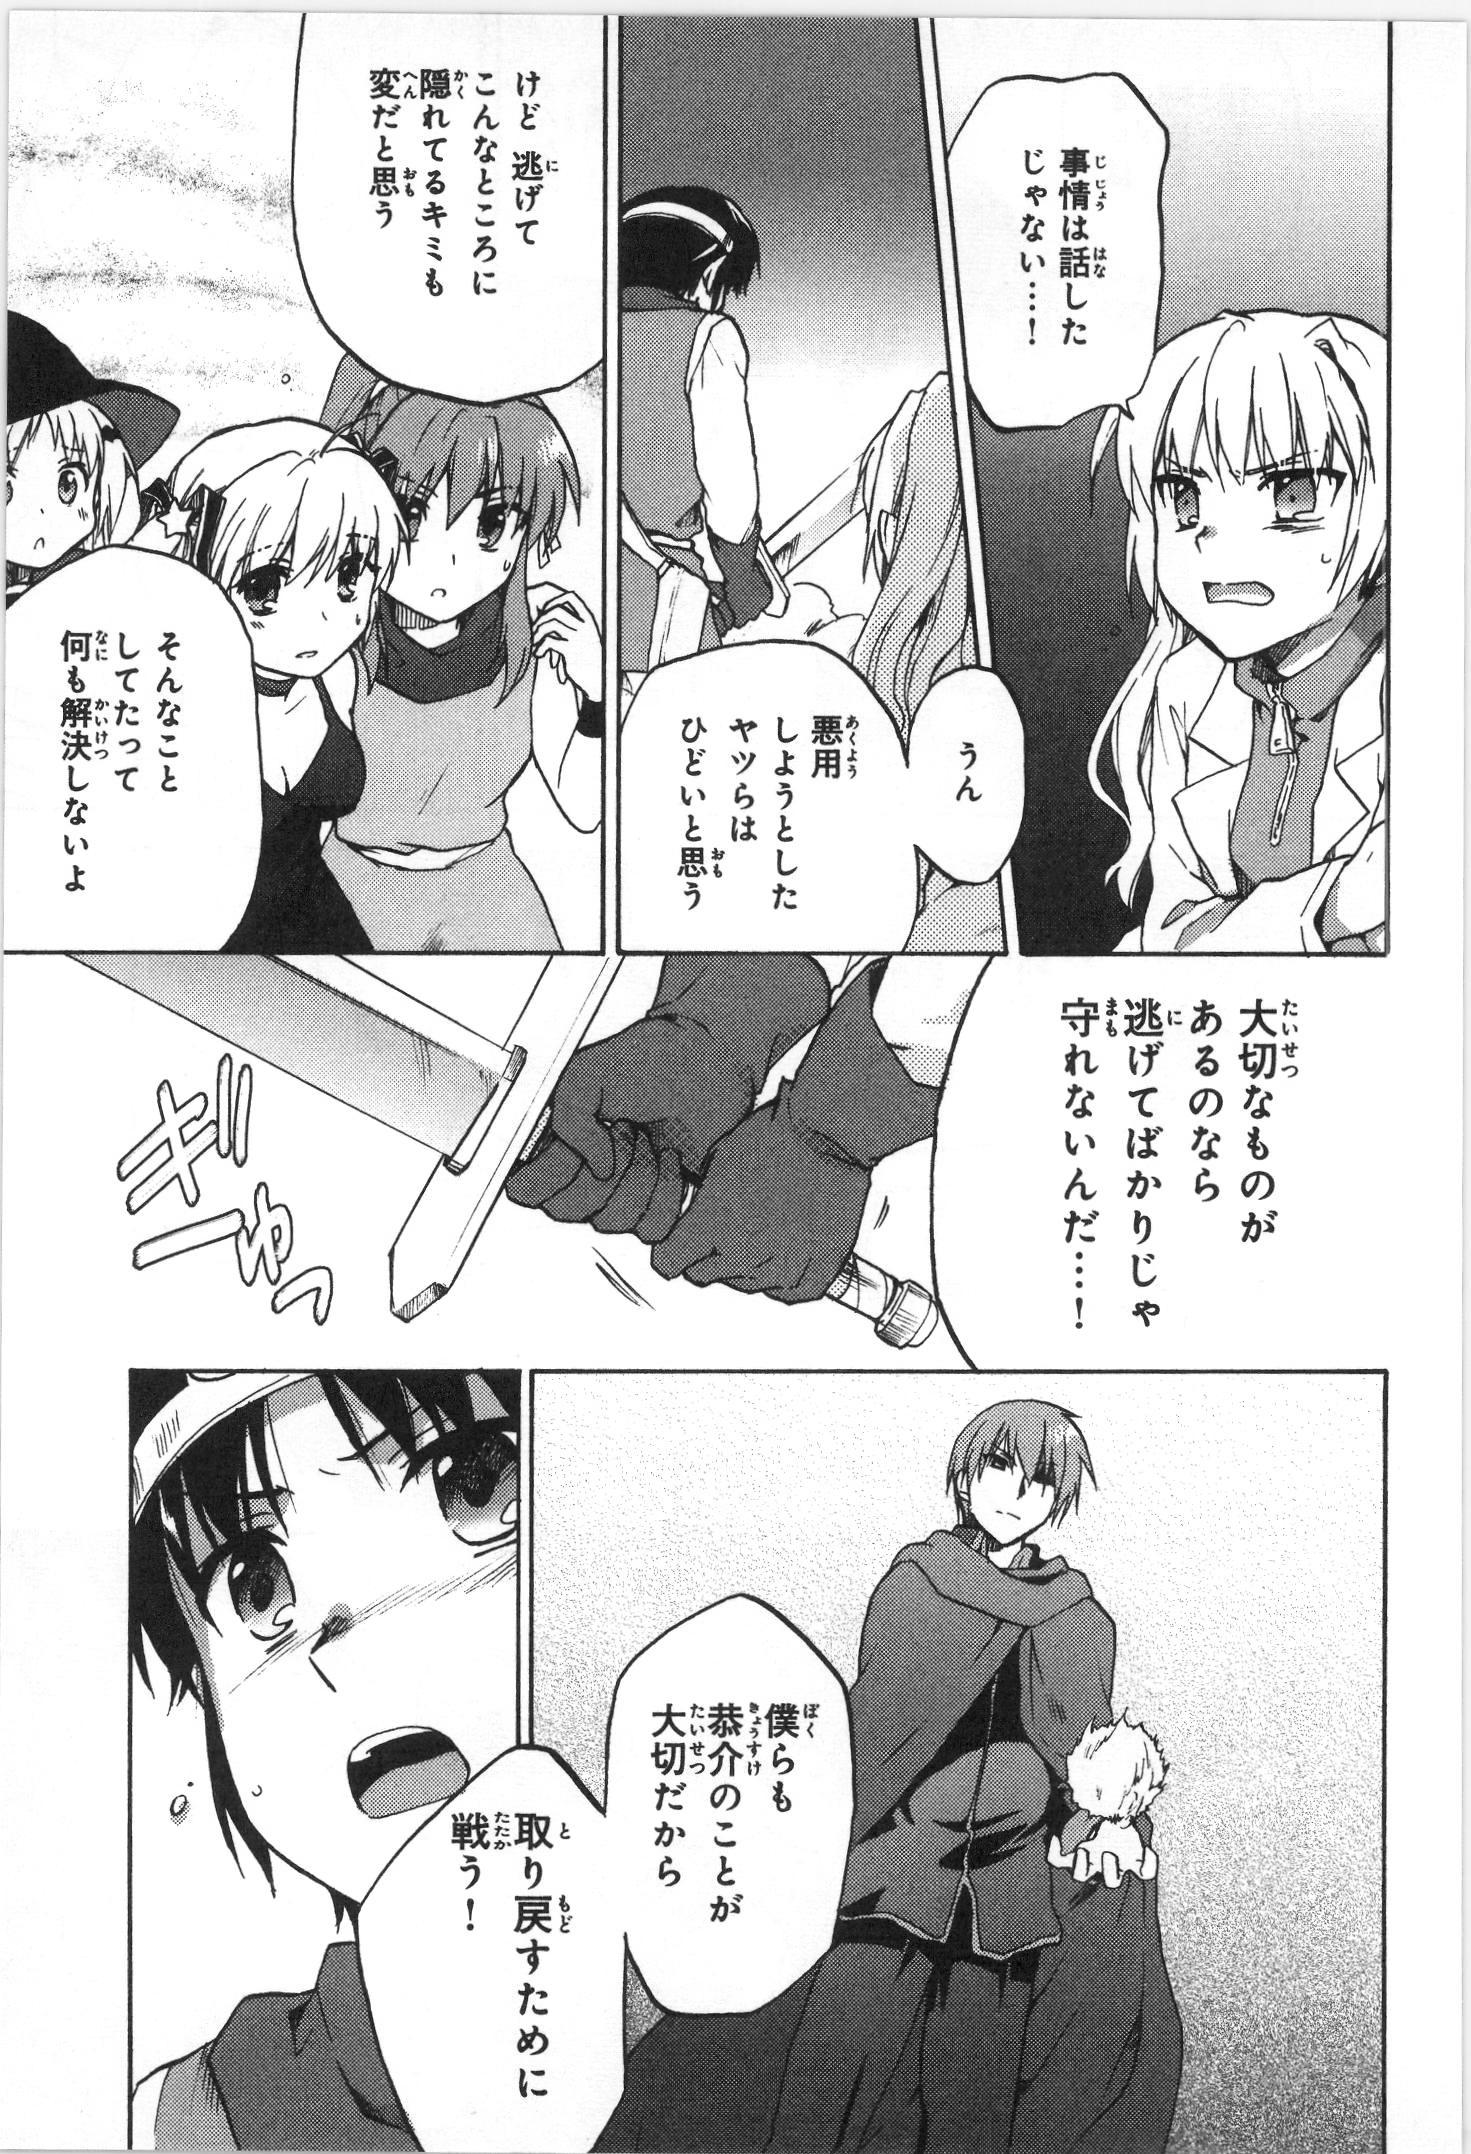 事情は話した
じゃない…！
うん
悪用
しようとした
ヤツらは
ひどいと思う
けど 逃げて
こんなところに
隠れてるキミも
変だと思う
そんなこと
してたって
何も解決しないよ
大切なものが
あるのなら
逃げてばかりじゃ
守れないんだ…！
ギゅっ
僕らも
恭介のことが
大切だから
取り戻すために
戦う！